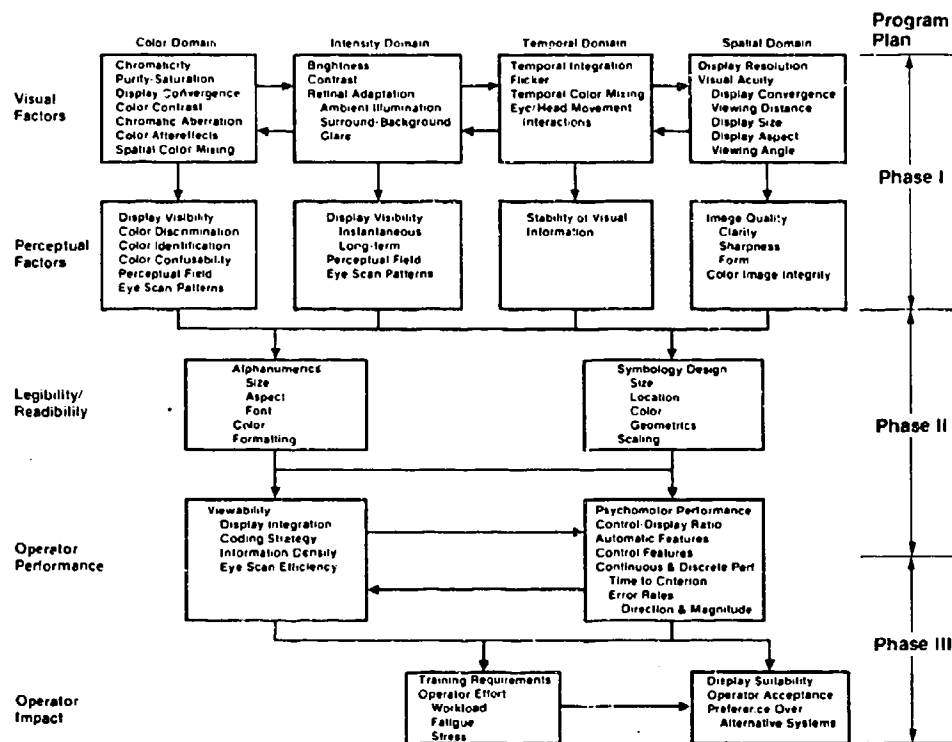 Program
Plan
Color Domain
Intensity Domain
Temporal Domain
Spatial Domain
Visual
Factors
Chromaticity
Purity-Saturation
Display Convergence
Color Contrast
Chromatic Aberration
Color Aftereffects
Spatial Color Mixing
Brightness
Contrast
Retinal Adaptation
Ambient Illumination
Surround-Background
Glare
Temporal Integration
Flicker
Temporal Color Mixing
Eye/Head Movement
Interactions
Display Resolution
Visual Acuity
Display Convergence
Viewing Distance
Display Size
Display Aspect
Viewing Angle
Phase I
Perceptual
Factors
Display Visibility
Color Discrimination
Color Identification
Color Confusability
Perceptual Field
Eye Scan Patterns
Display Visibility
Instantaneous
Long-term
Perceptual Field
Eye Scan Patterns
Stability of Visual
Information
Image Quality
Clarity
Sharpness
Form
Color Image Integrity
Legibility/
Readibility
Alphanumerics
Size
Aspect
Font
Color
Formatting
Symbology Design
Size
Location
Color
Geometrics
Scaling
Phase II
Operator
Performance
Viewability
Display Integration
Coding Strategy
Information Density
Eye Scan Efficiency
Psychomotor Performance
Control-Display Ratio
Automatic Features
Control Features
Continuous & Discrete Perf
Time to Criterion
Error Rates
Direction & Magnitude
Phase III
Operator
Impact
Training Requirements
Operator Effort
Workload
Fatigue
Stress
Display Suitability
Operator Acceptance
Preference Over
Alternative Systems